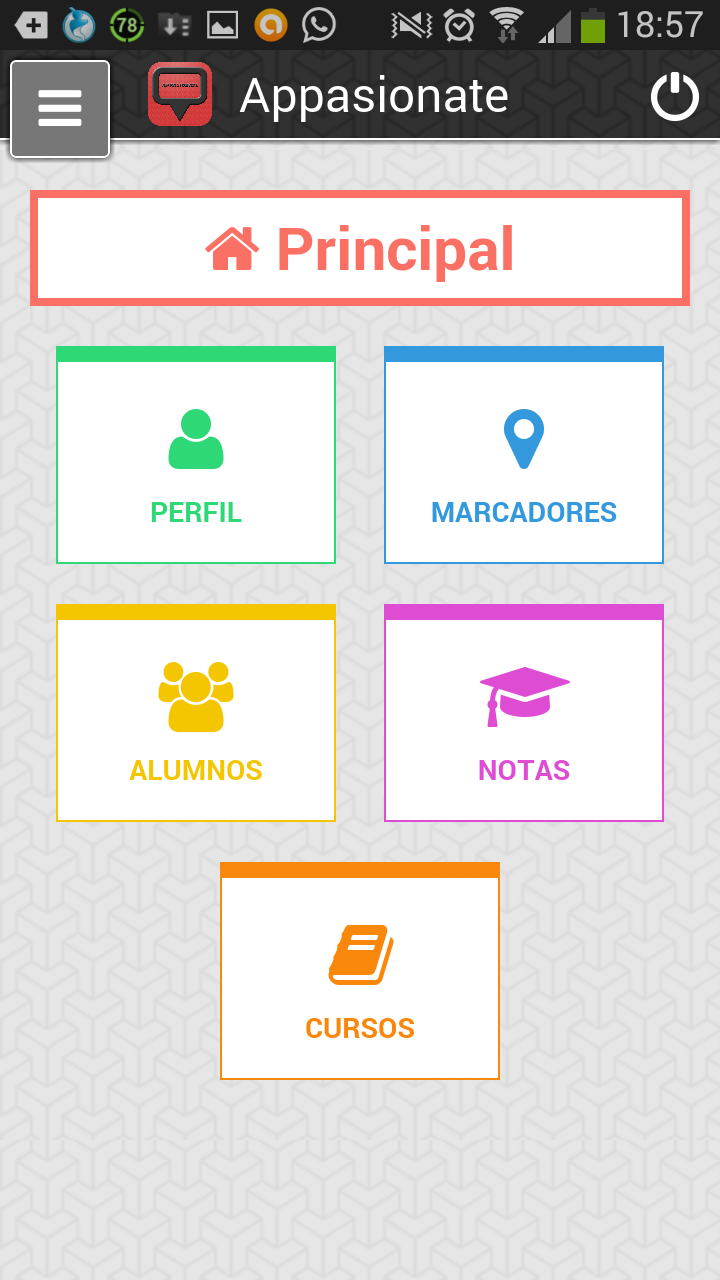 78
18:57
Appasionate
Principal
PERFIL
MARCADORES
ALUMNOS
NOTAS
CURSOS